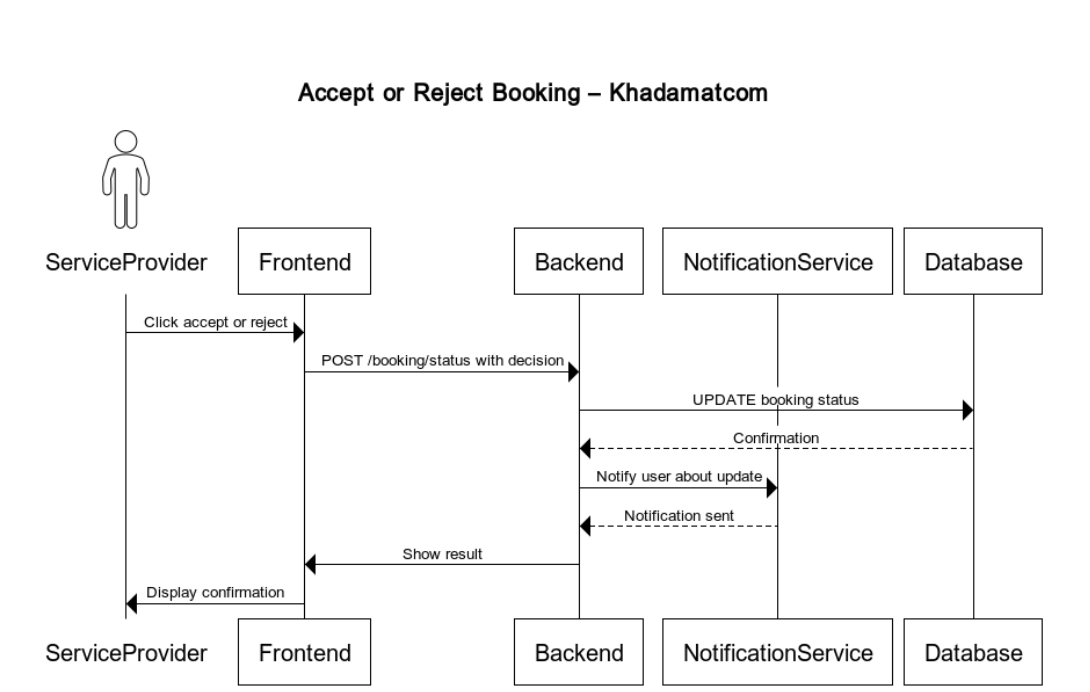 Accept or Reject Booking – Khadamatcom
ServiceProvider
Frontend
Backend
NotificationService
Database
Click accept or reject
POST /booking/status with decision
UPDATE booking status
Confirmation
Notify user about update
Notification sent
Show result
Display confirmation
ServiceProvider
Frontend
Backend
NotificationService
Database